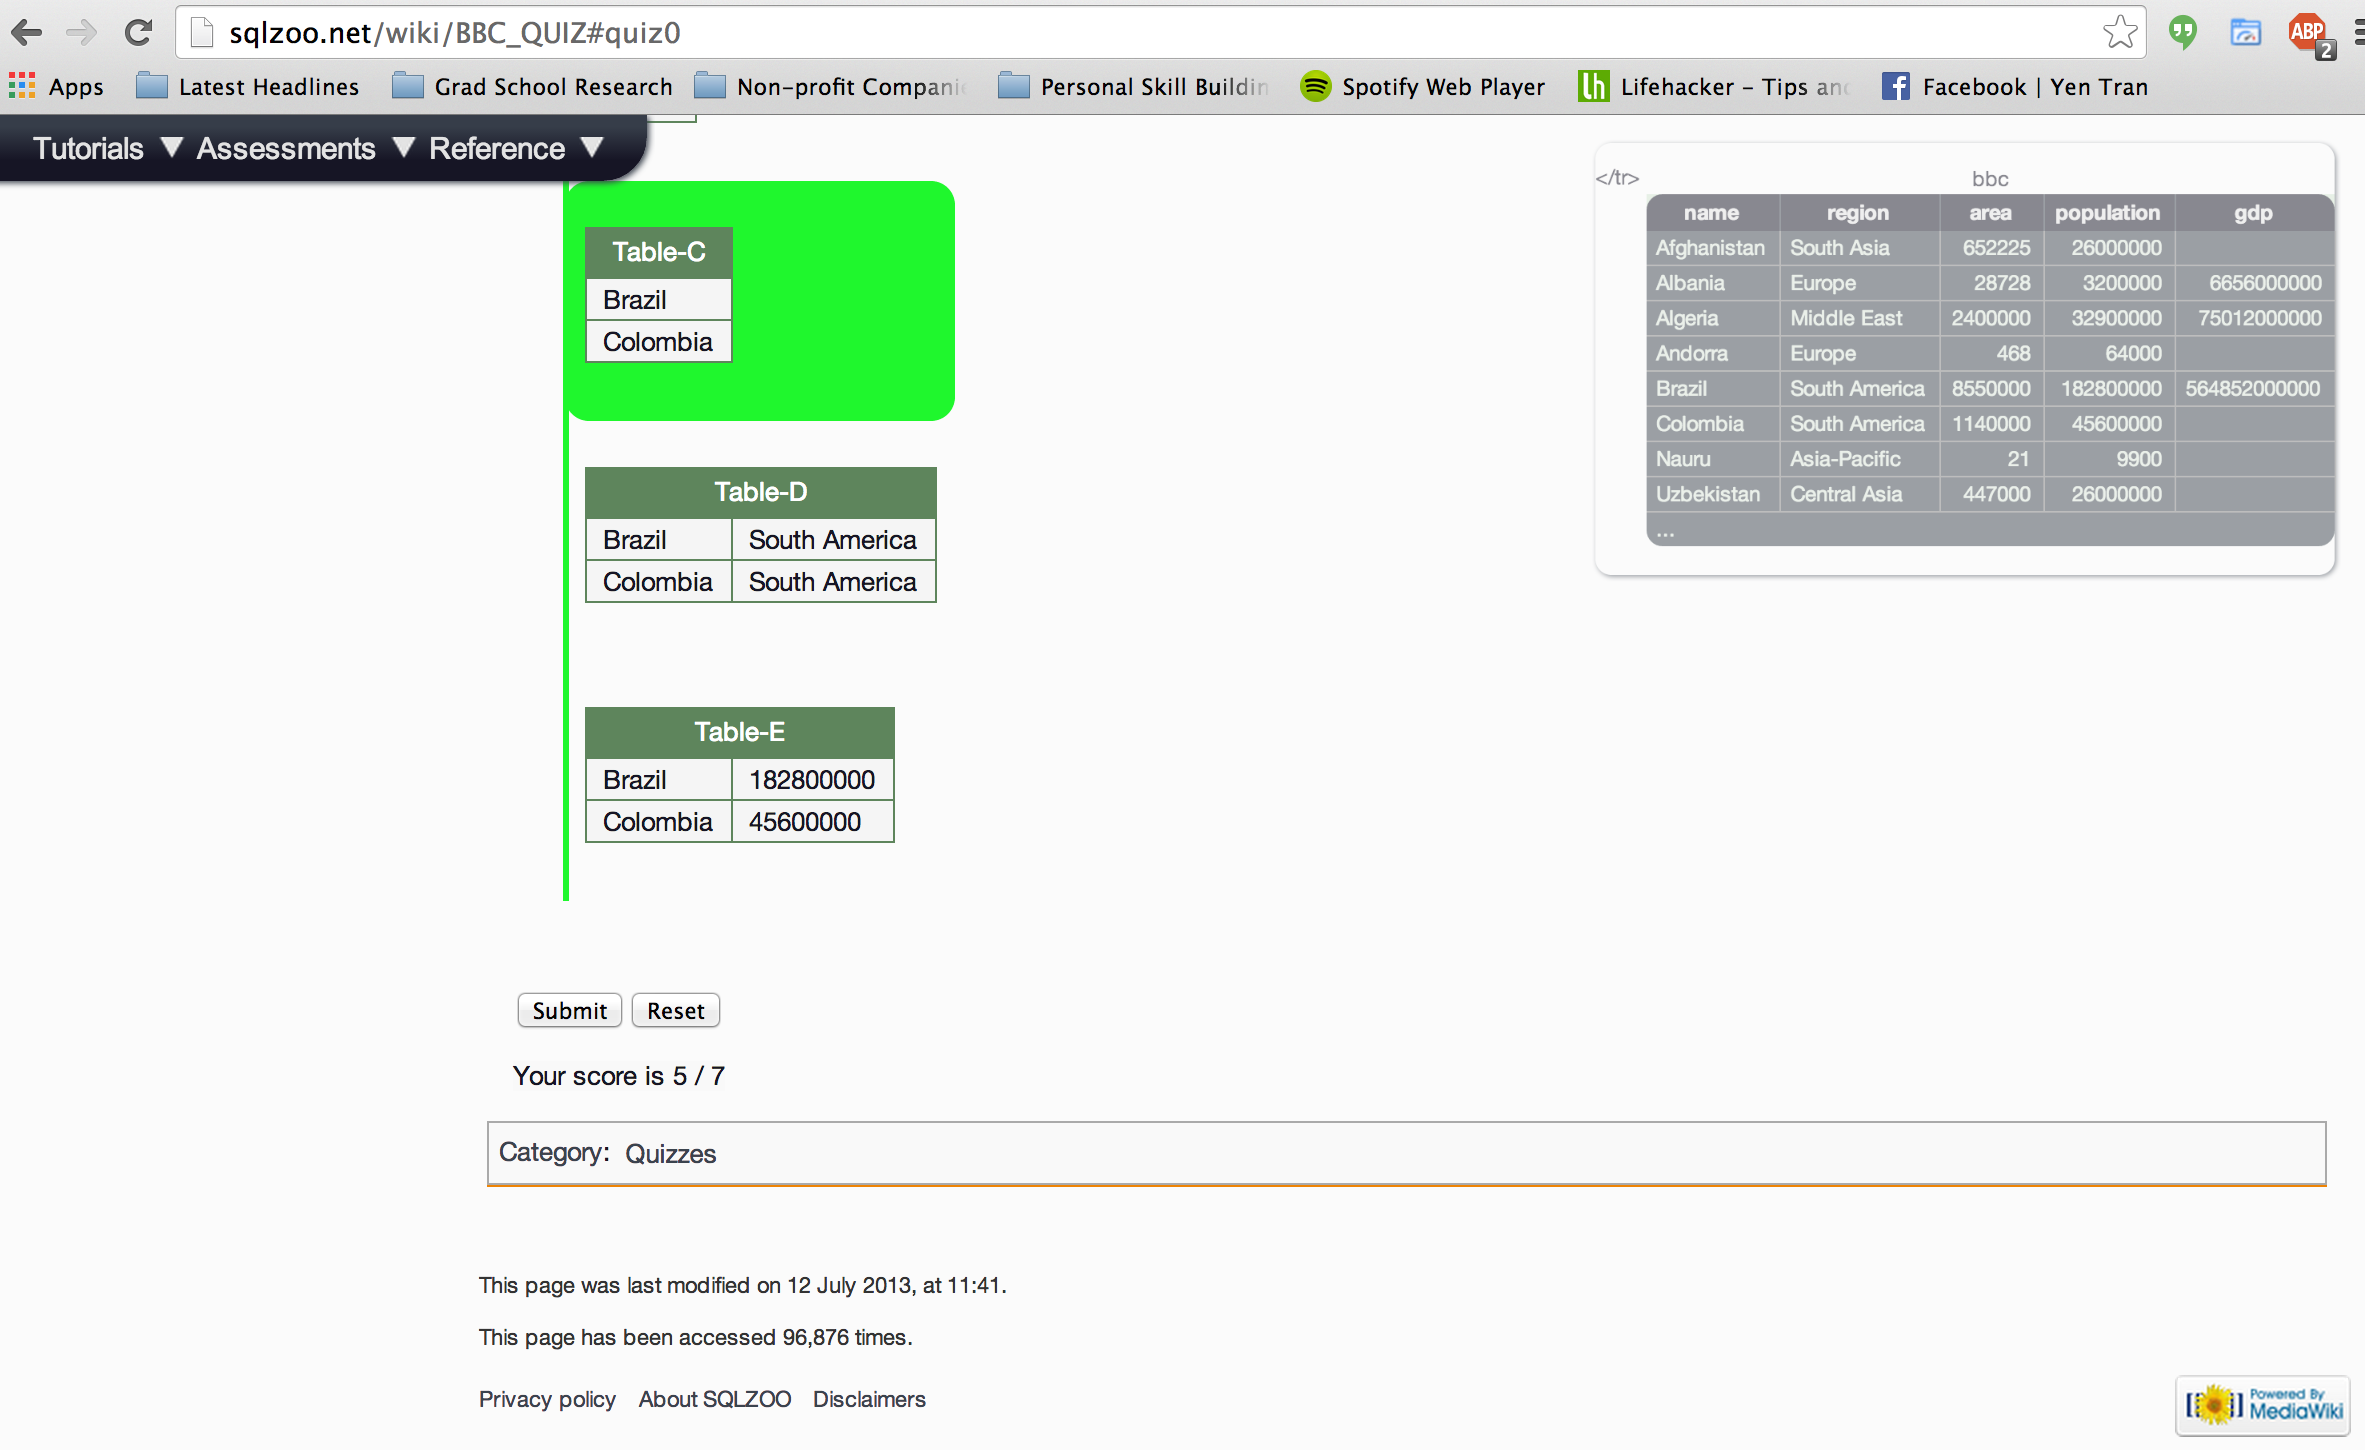 sqlzoo.net/wiki/BBC_QUIZ#quiz0
ABP 2
Apps Latest Headlines Grad School Research Non-profit Compani Personal Skill Buildin Spotify Web Player lh Lifehacker – Tips and Facebook | Yen Tran
Tutorials ▼ Assessments ▼ Reference ▼
</tr>
bbc
name region area population gdp
Afghanistan South Asia 652225 26000000
Albania Europe 28728 3200000 6656000000
Algeria Middle East 2400000 32900000 75012000000
Andorra Europe 468 64000
Brazil South America 8550000 182800000 564852000000
Colombia South America 1140000 45600000
Nauru Asia-Pacific 21 9900
Uzbekistan Central Asia 447000 26000000
...
Table-C
Brazil
Colombia
Table-D
Brazil South America
Colombia South America
Table-E
Brazil 182800000
Colombia 45600000
Submit Reset
Your score is 5 / 7
Category: Quizzes
This page was last modified on 12 July 2013, at 11:41.
This page has been accessed 96,876 times.
Privacy policy About SQLZOO Disclaimers
Powered By
MediaWiki